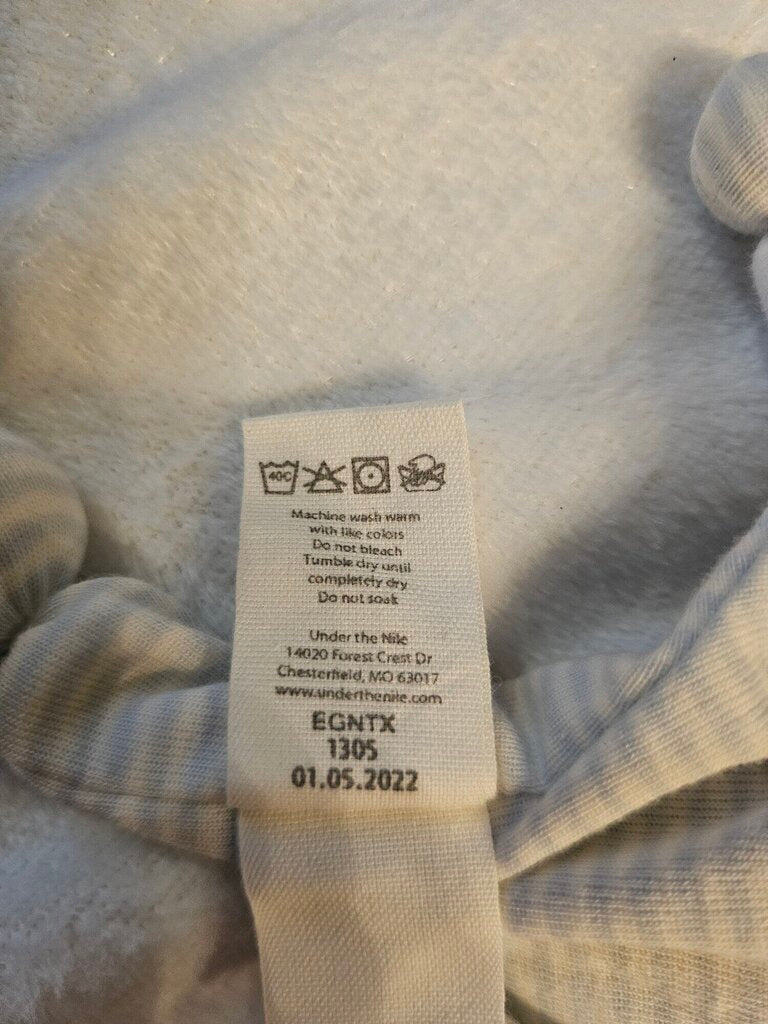 40C
Machine wash warm
with like colors
Do not bleach
Tumble dry until
completely dry
Do not soak
Under the Nile
14020 Forest Crest Dr
Chesterfield, MO 63017
www.underthenile.com
EGNTX
1305
01.05.2022